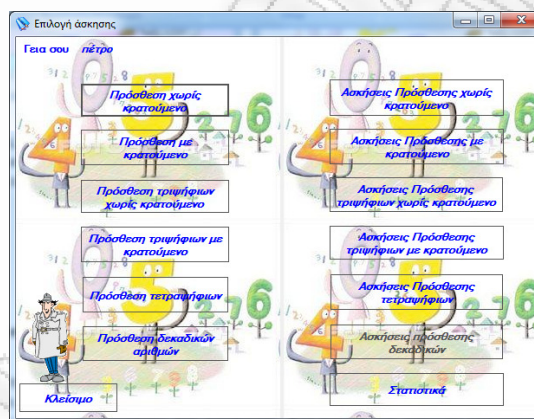 Επιλογή άσκησης
Γεια σου πέτρο
Πρόσθεση χωρίς
κρατούμενο
Πρόσθεση με
κρατούμενο
Πρόσθεση τριψήφιων
χωρίς κρατούμενο
Πρόσθεση τριψήφιων με
κρατούμενο
Πρόσθεση τετραψήφιων
Πρόσθεση δεκαδικών
αριθμών
Κλείσιμο
Ασκήσεις Πρόσθεσης χωρίς
κρατούμενο
Ασκήσεις Πρόσθεσης με
κρατούμενο
Ασκήσεις Πρόσθεσης
τριψήφιων χωρίς κρατούμενο
Ασκήσεις Πρόσθεσης
τριψήφιων με κρατούμενο
Ασκήσεις Πρόσθεσης
τετραψήφιων
Ασκήσεις πρόσθεσης
δεκαδικών
Στατιστικά